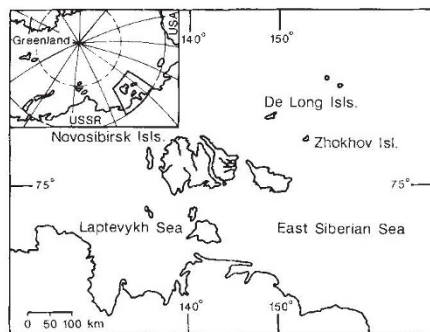 Greenland
USA
USSR
140°
150°
De Long Isls.
Novosibirsk Isls.
Zhokhov Isl.
75°
75°
Laptevykh Sea
East Siberian Sea
140°
150°
0 50 100
km